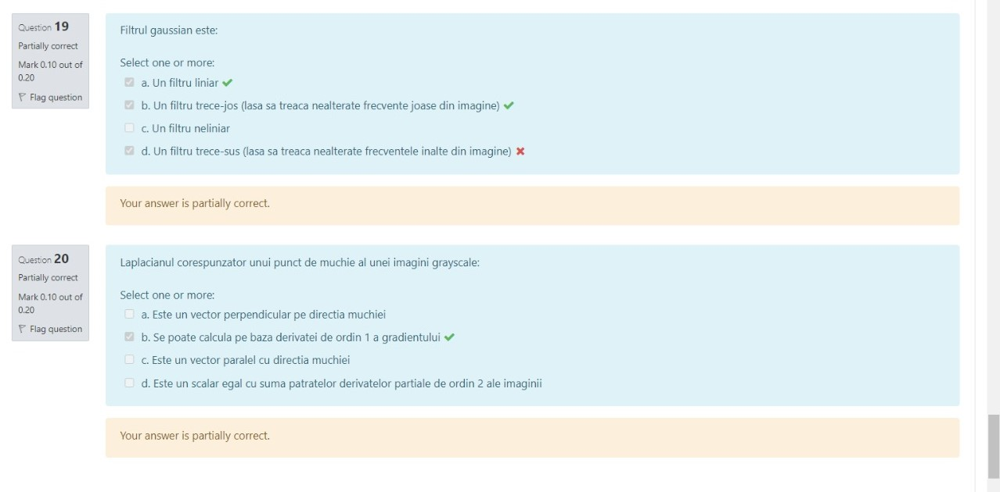 Question 19
Partially correct
Mark 0.10 out of
0.20
Flag question
Filtrul gaussian este:
Select one or more:
a. Un filtru liniar
b. Un filtru trece-jos (lasa sa treaca nealterate frecvente joase din imagine)
c. Un filtru neliniar
d. Un filtru trece-sus (lasa sa treaca nealterate frecventele inalte din imagine)
Your answer is partially correct.
Question 20
Partially correct
Mark 0.10 out of
0.20
Flag question
Laplacianul corespunzator unui punct de muchie al unei imagini grayscale:
Select one or more:
a. Este un vector perpendicular pe directia muchiei
b. Se poate calcula pe baza derivatei de ordin 1 a gradientului
c. Este un vector paralel cu directia muchiei
d. Este un scalar egal cu suma patratelor derivatelor partiale de ordin 2 ale imaginii
Your answer is partially correct.